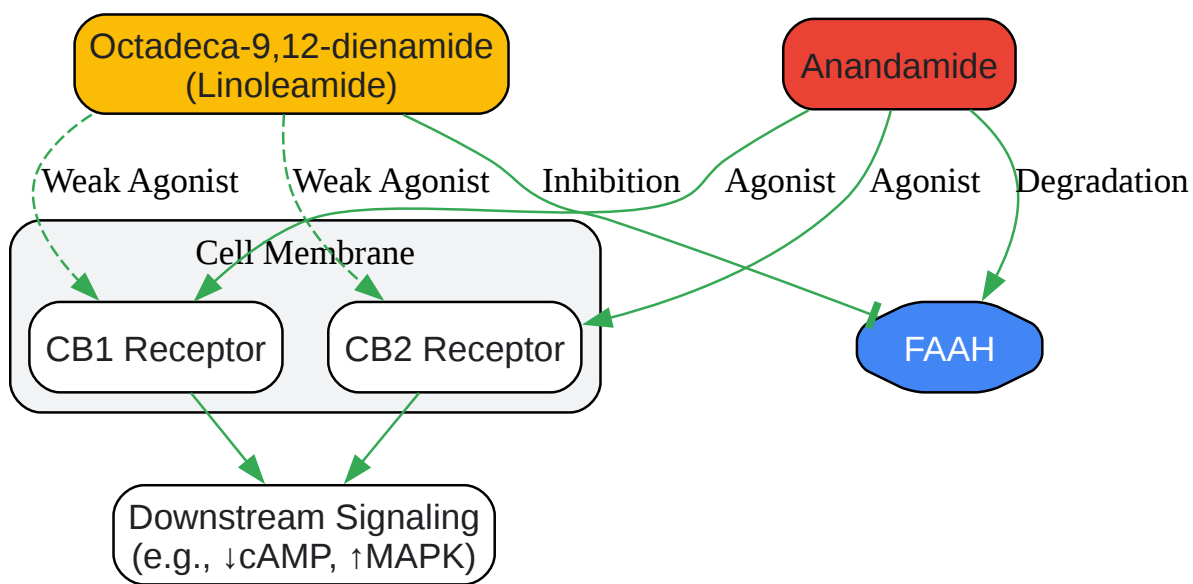 Octadeca-9,12-dienamide
(Linoleamide)
Anandamide
Weak Agonist
Weak Agonist
Inhibition
Agonist
Agonist
Degradation
Cell Membrane
CB1 Receptor
CB2 Receptor
FAAH
Downstream Signaling
(e.g., ↓cAMP, ↑MAPK)